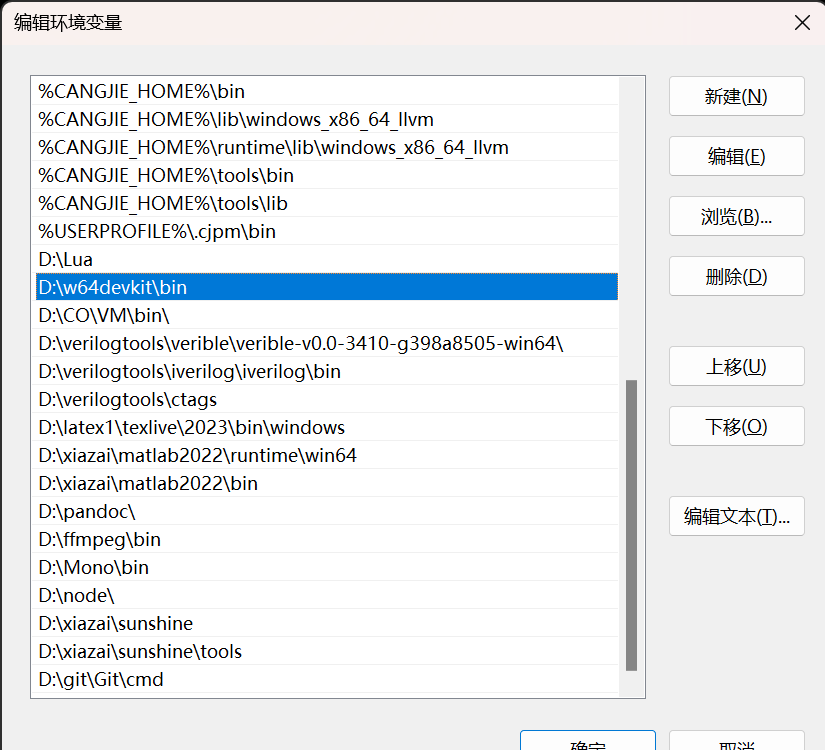 编辑环境变量
%CANGJIE_HOME%\bin
%CANGJIE_HOME%\lib\windows_x86_64_llvm
%CANGJIE_HOME%\runtime\lib\windows_x86_64_llvm
%CANGJIE_HOME%\tools\bin
%CANGJIE_HOME%\tools\lib
%USERPROFILE%\.cjpm\bin
D:\Lua
D:\w64devkit\bin
D:\CO\VM\bin\
D:\verilogtools\verible\verible-v0.0-3410-g398a8505-win64\
D:\verilogtools\iverilog\iverilog\bin
D:\verilogtools\ctags
D:\latex1\texlive\2023\bin\windows
D:\xiazai\matlab2022\runtime\win64
D:\xiazai\matlab2022\bin
D:\pandoc\
D:\ffmpeg\bin
D:\Mono\bin
D:\node\
D:\xiazai\sunshine
D:\xiazai\sunshine\tools
D:\git\Git\cmd
新建(N)
编辑(E)
浏览(B)...
删除(D)
上移(U)
下移(O)
编辑文本(T)...
确定
取消